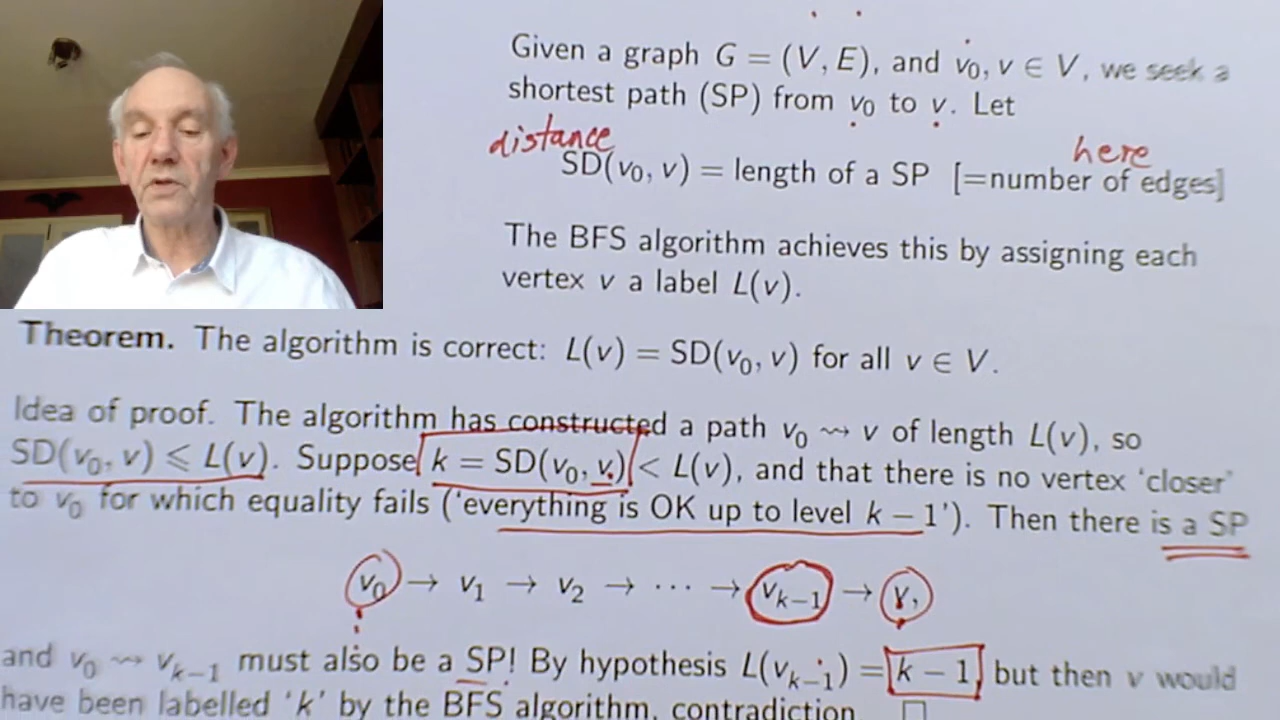 Given a graph G = (V, E), and v₀, v ∈ V, we seek a
shortest path (SP) from v₀ to v. Let
distance here
SD(v₀, v) = length of a SP [=number of edges]
The BFS algorithm achieves this by assigning each
vertex v a label L(v).
Theorem. The algorithm is correct: L(v) = SD(v₀, v) for all v ∈ V.
Idea of proof. The algorithm has constructed a path v₀ ⇝ v of length L(v), so
SD(v₀, v) ⩽ L(v). Suppose k = SD(v₀, v) < L(v), and that there is no vertex 'closer'
to v₀ for which equality fails ('everything is OK up to level k − 1'). Then there is a SP
v₀ → v₁ → v₂ → ⋯ → vₖ₋₁ → v,
and v₀ ⇝ vₖ₋₁ must also be a SP! By hypothesis L(vₖ₋₁) = k − 1, but then v would
have been labelled 'k' by the BFS algorithm, contradiction. □